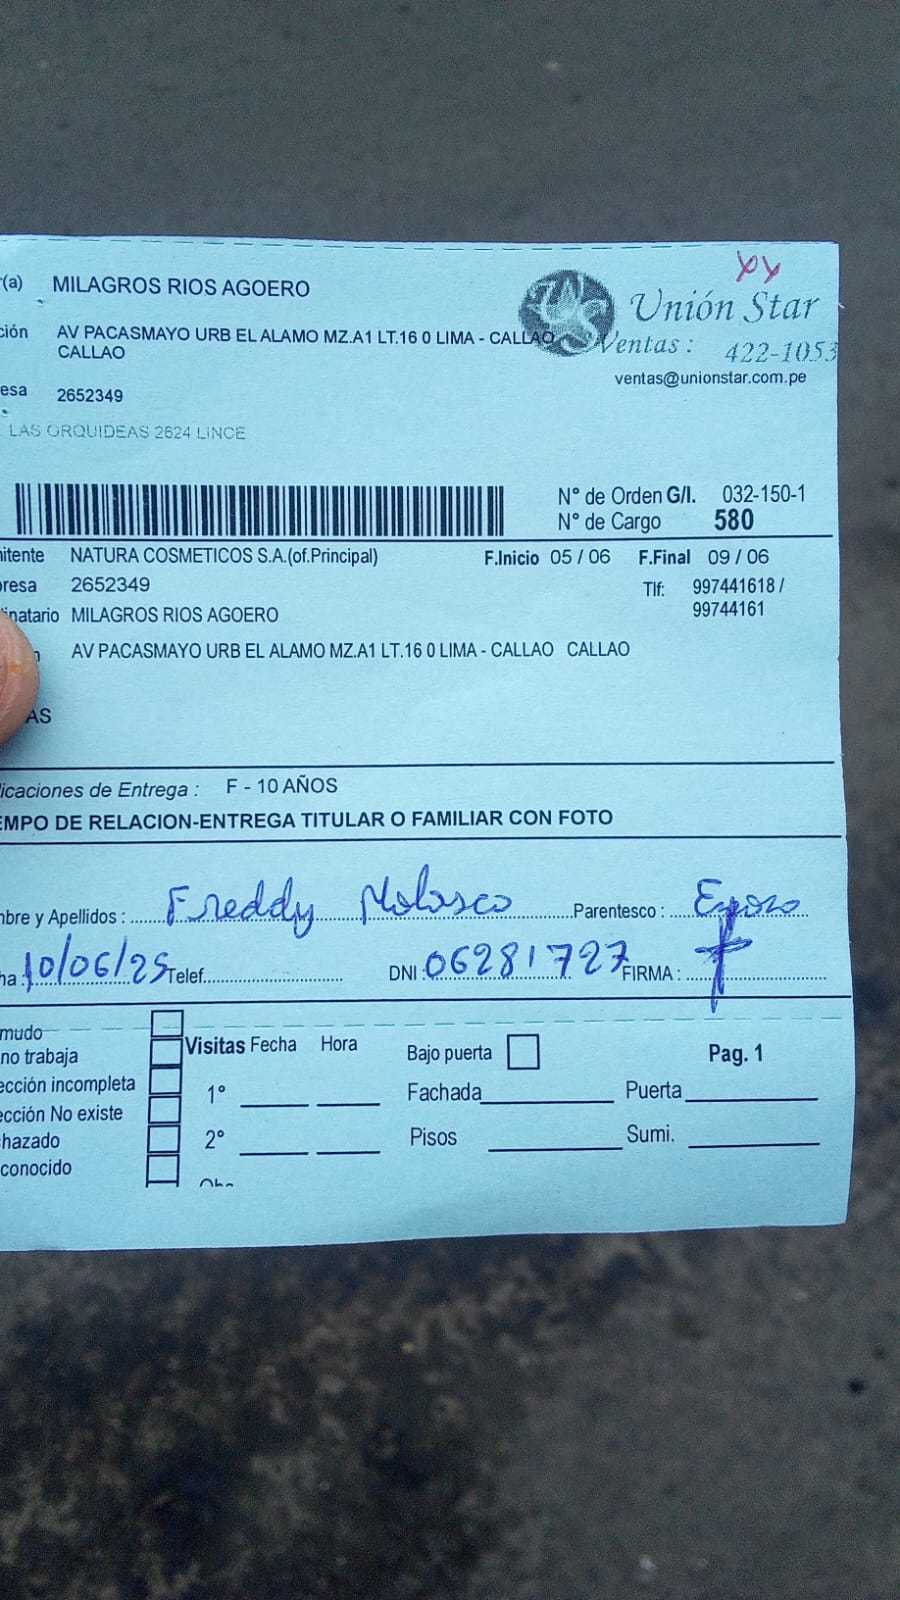 r(a) MILAGROS RIOS AGOERO
ción AV PACASMAYO URB EL ALAMO MZ.A1 LT.16 0 LIMA - CALLAO
CALLAO
esa 2652349
LAS ORQUIDEAS 2624 LINCE
Unión Star
Ventas : 422-1053
ventas@unionstar.com.pe
N° de Orden G/I. 032-150-1
N° de Cargo 580
nitente NATURA COSMETICOS S.A.(of.Principal) F.Inicio 05 / 06 F.Final 09 / 06
presa 2652349 Tlf: 997441618 /
99744161
inatario MILAGROS RIOS AGOERO
n AV PACASMAYO URB EL ALAMO MZ.A1 LT.16 0 LIMA - CALLAO CALLAO
AS
licaciones de Entrega : F - 10 AÑOS
EMPO DE RELACION-ENTREGA TITULAR O FAMILIAR CON FOTO
nbre y Apellidos : Freddy Nolasco Parentesco : Esposo
ha 10/06/25 Telef. DNI 06281727 FIRMA :
mudo
no trabaja
ección incompleta
ección No existe
hazado
conocido
Visitas Fecha Hora
1°
2°
Bajo puerta
Fachada Puerta
Pisos Sumi.
Pag. 1